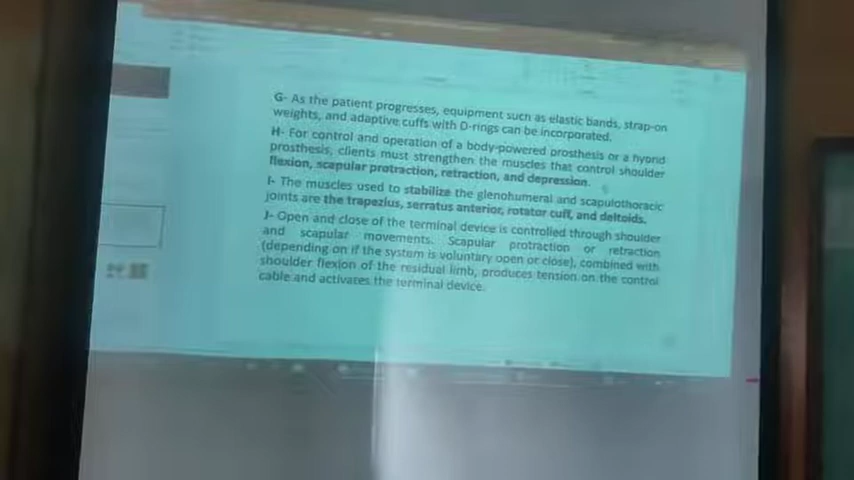 G- As the patient progresses, equipment such as elastic bands, strap-on
weights, and adaptive cuffs with D-rings can be incorporated.
H- For control and operation of a body-powered prosthesis or a hybrid
prosthesis, clients must strengthen the muscles that control shoulder
flexion, scapular protraction, retraction, and depression.
I- The muscles used to stabilize the glenohumeral and scapulothoracic
joints are the trapezius, serratus anterior, rotator cuff, and deltoids.
J- Open and close of the terminal device is controlled through shoulder
and scapular movements. Scapular protraction or retraction
(depending on if the system is voluntary open or close), combined with
shoulder flexion of the residual limb, produces tension on the control
cable and activates the terminal device.